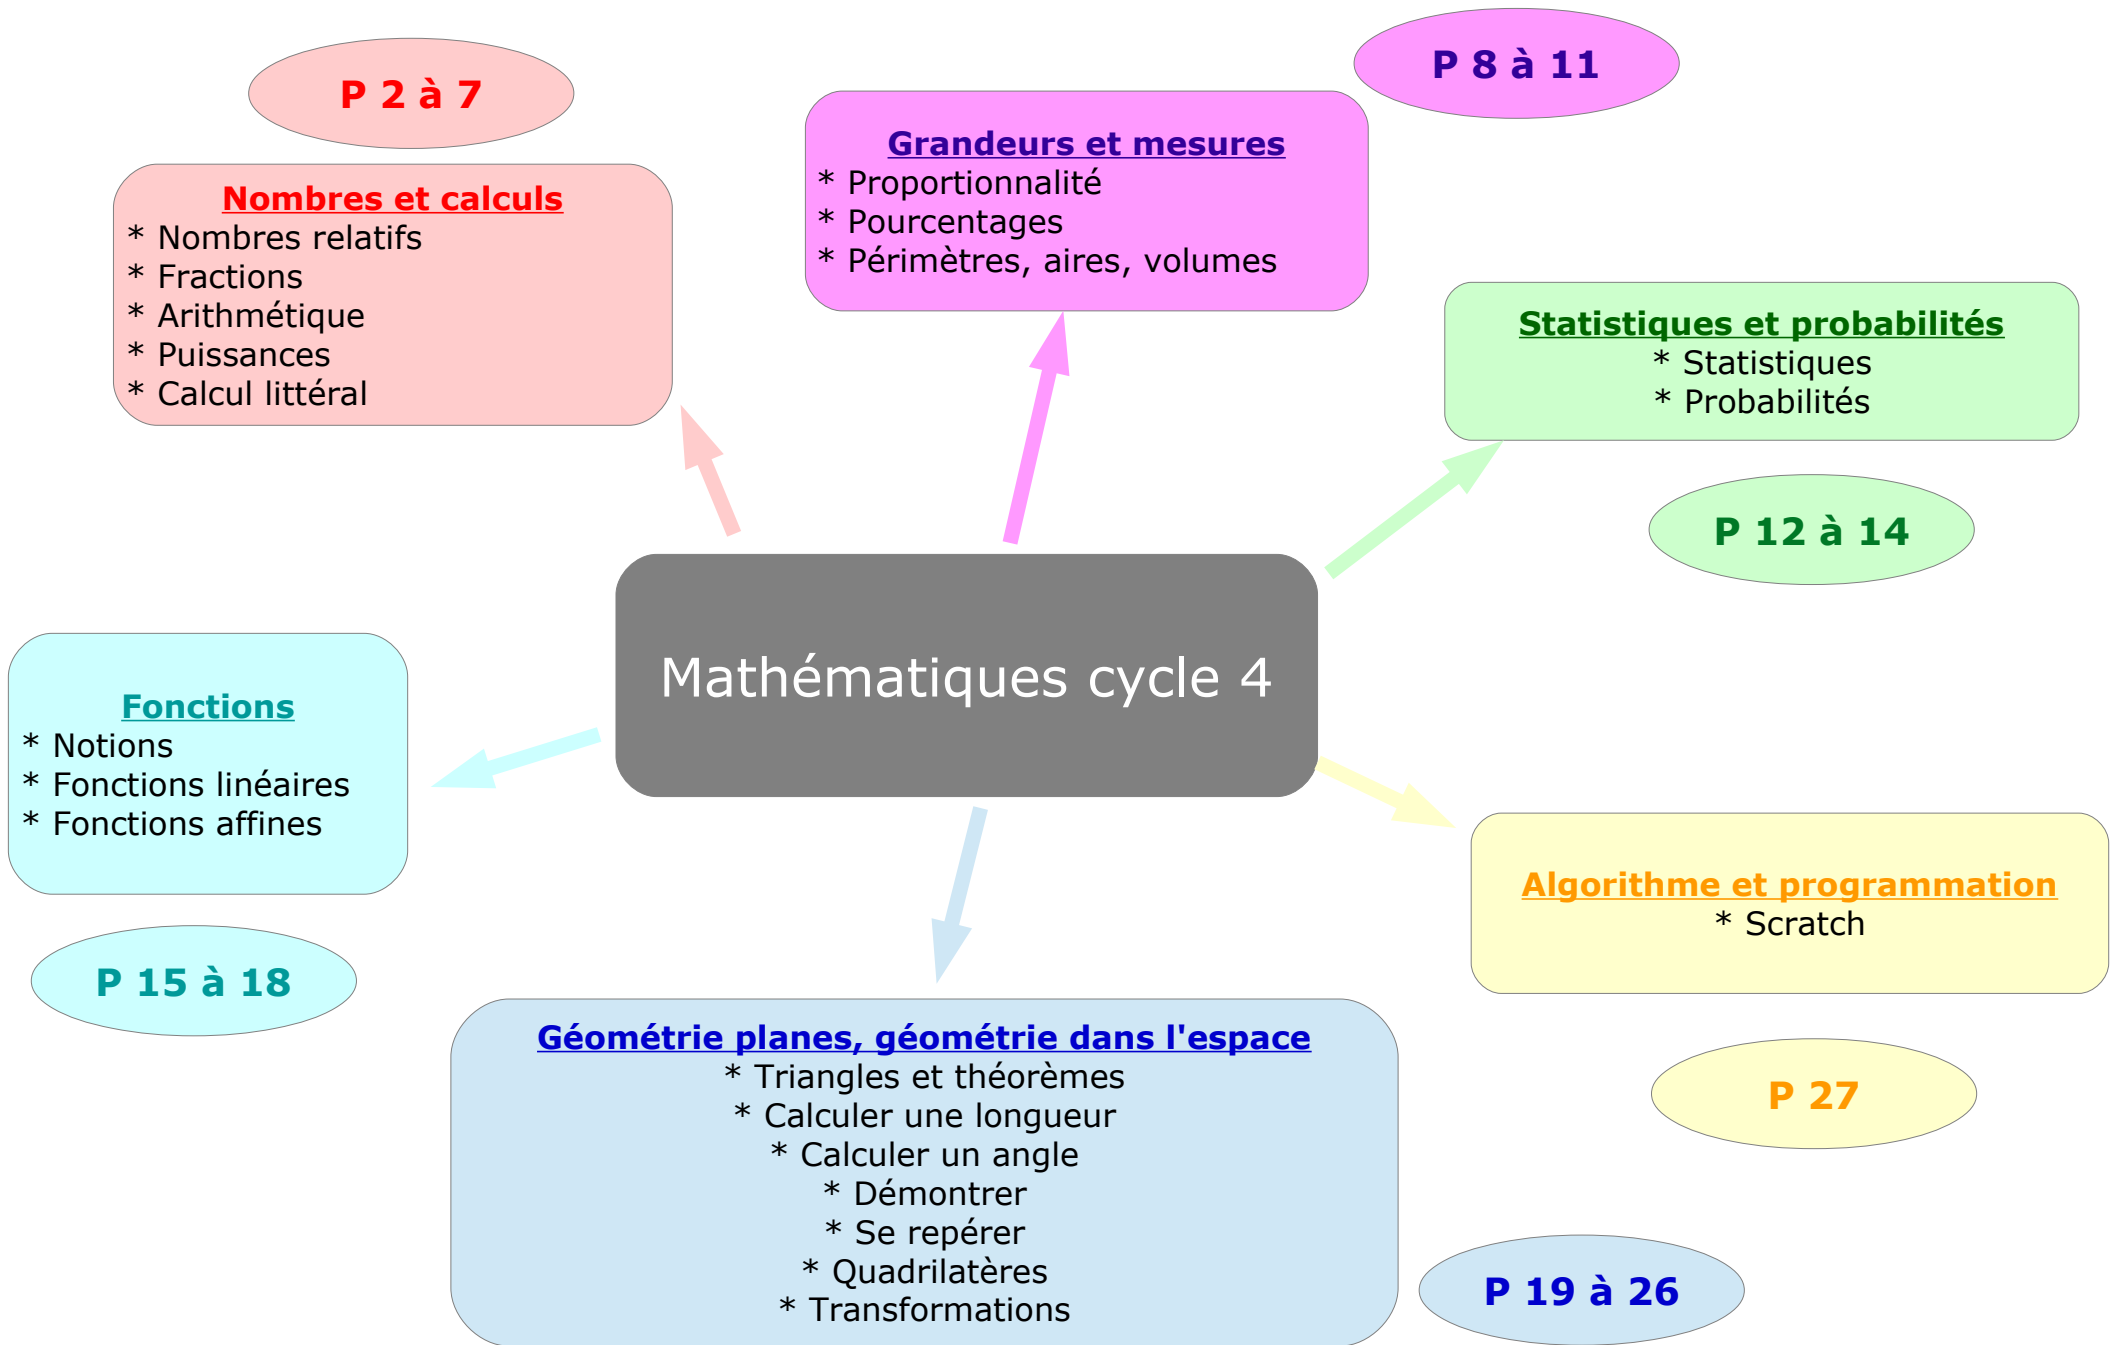 P 2 à 7
Nombres et calculs
* Nombres relatifs
* Fractions
* Arithmétique
* Puissances
* Calcul littéral
P 8 à 11
Grandeurs et mesures
* Proportionnalité
* Pourcentages
* Périmètres, aires, volumes
Statistiques et probabilités
* Statistiques
* Probabilités
P 12 à 14
Mathématiques cycle 4
Fonctions
* Notions
* Fonctions linéaires
* Fonctions affines
P 15 à 18
Algorithme et programmation
* Scratch
P 27
Géométrie planes, géométrie dans l'espace
* Triangles et théorèmes
* Calculer une longueur
* Calculer un angle
* Démontrer
* Se repérer
* Quadrilatères
* Transformations
P 19 à 26